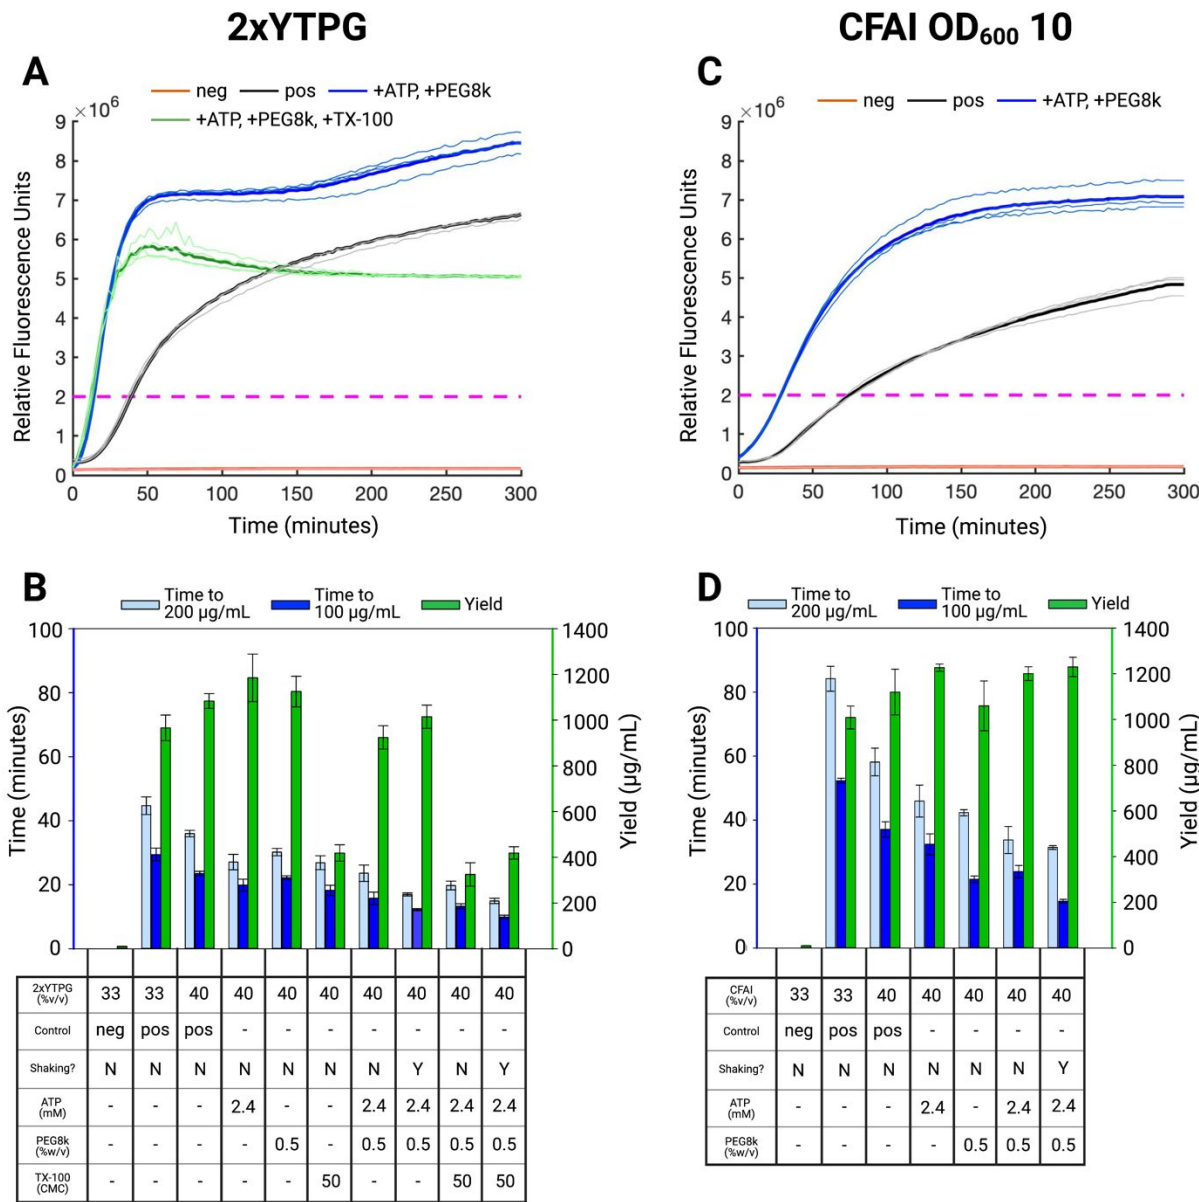 2xYTPG
CFAI OD₆₀₀ 10
A
neg pos +ATP, +PEG8k
+ATP, +PEG8k, +TX-100
×10⁶
9
8
7
6
5
4
3
2
1
0
Relative Fluorescence Units
0 50 100 150 200 250 300
Time (minutes)
C
neg pos +ATP, +PEG8k
×10⁶
9
8
7
6
5
4
3
2
1
0
Relative Fluorescence Units
0 50 100 150 200 250 300
Time (minutes)
B
Time to
200 µg/mL
Time to
100 µg/mL
Yield
100
80
60
40
20
0
Time (minutes)
1400
1200
1000
800
600
400
200
0
Yield (µg/mL)
2xYTPG
(%v/v)
33 33 40 40 40 40 40 40 40 40
Control neg pos pos - - - - - - -
Shaking? N N N N N N N Y N Y
ATP
(mM)
- - - 2.4 - - 2.4 2.4 2.4 2.4
PEG8k
(%w/v)
- - - - 0.5 - 0.5 0.5 0.5 0.5
TX-100
(CMC)
- - - - - 50 - - 50 50
D
Time to
200 µg/mL
Time to
100 µg/mL
Yield
100
80
60
40
20
0
Time (minutes)
1400
1200
1000
800
600
400
200
0
Yield (µg/mL)
CFAI
(%v/v)
33 33 40 40 40 40 40
Control neg pos pos - - - -
Shaking? N N N N N N Y
ATP
(mM)
- - - 2.4 - 2.4 2.4
PEG8k
(%w/v)
- - - - 0.5 0.5 0.5